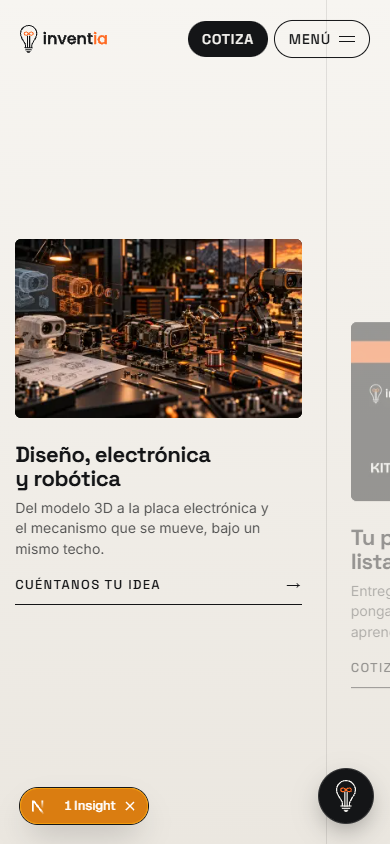 inventia
COTIZA
MENÚ
Diseño, electrónica
y robótica
Del modelo 3D a la placa electrónica y
el mecanismo que se mueve, bajo un
mismo techo.
CUÉNTANOS TU IDEA →
KIT
Tu p
lista
Entreg
ponga
apren
COTIZ
1 Insight